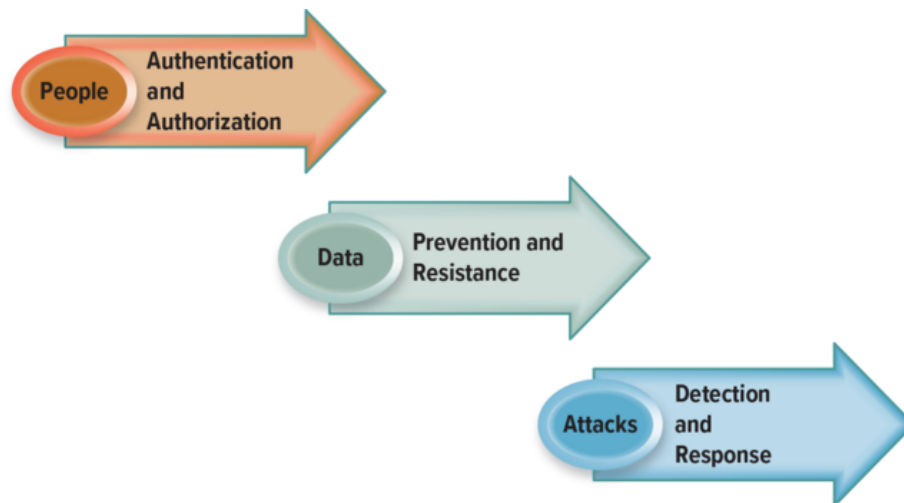 People
Authentication
and
Authorization
Data
Prevention and
Resistance
Attacks
Detection
and
Response